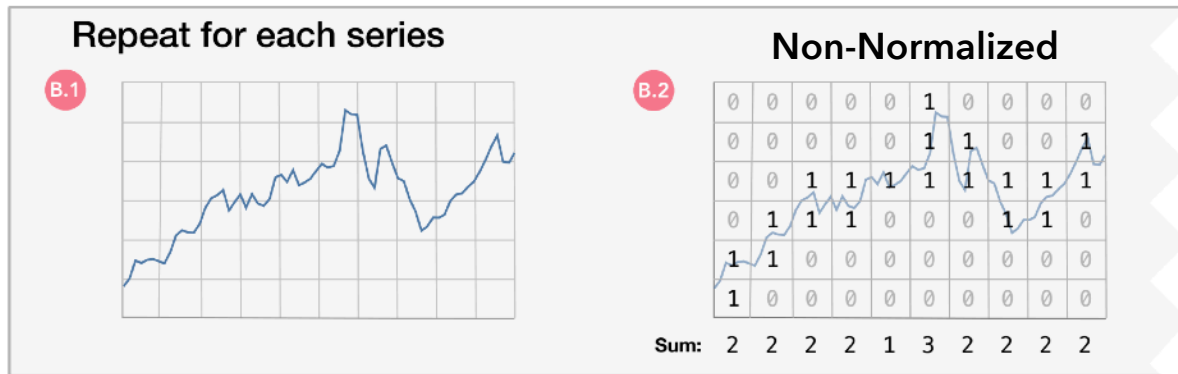 Repeat for each series
Non-Normalized
B.1
B.2
0 0 0 0 0 1 0 0 0 0
0 0 0 0 0 1 1 0 0 1
0 0 1 1 1 1 1 1 1 1
0 1 1 1 0 0 0 1 1 0
1 1 0 0 0 0 0 0 0 0
1 0 0 0 0 0 0 0 0 0
Sum: 2 2 2 2 1 3 2 2 2 2